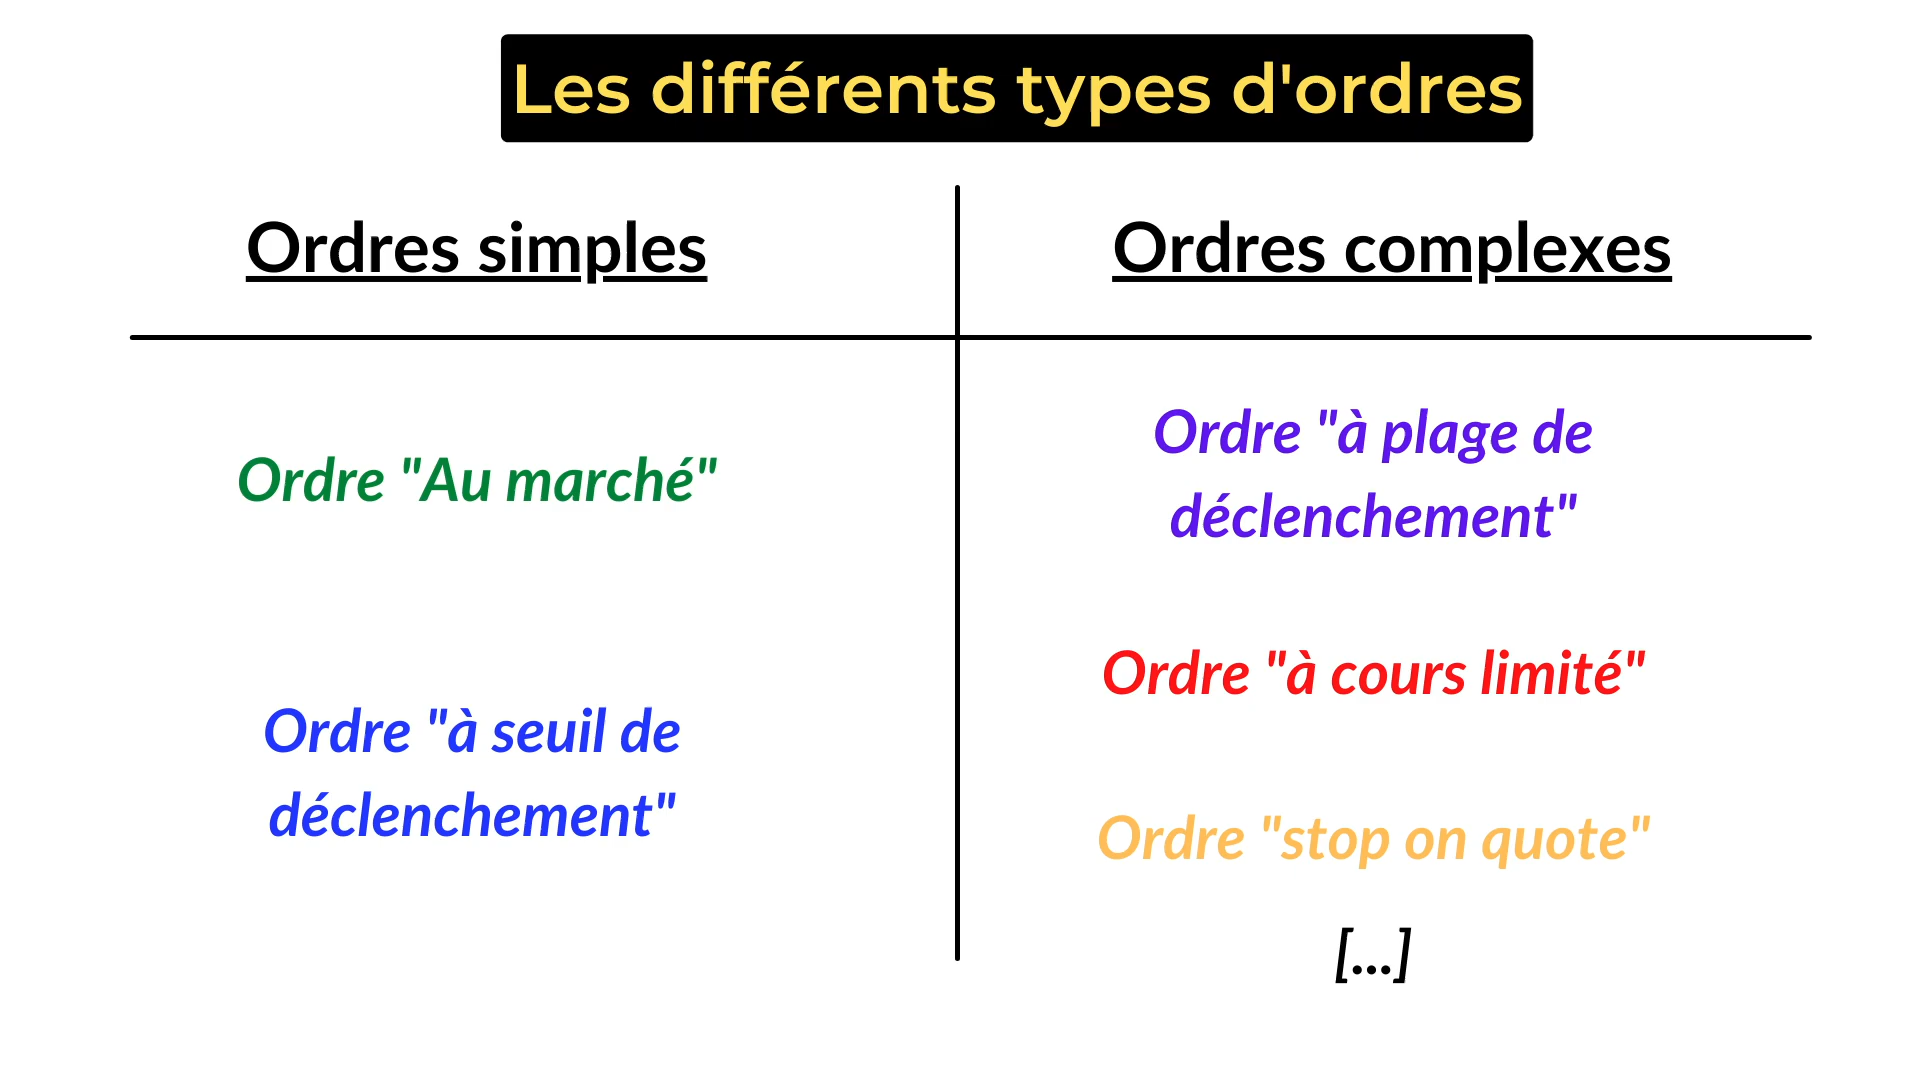 Les différents types d'ordres
Ordres simples
Ordres complexes
Ordre "Au marché"
Ordre "à seuil de
déclenchement"
Ordre "à plage de
déclenchement"
Ordre "à cours limité"
Ordre "stop on quote"
[...]